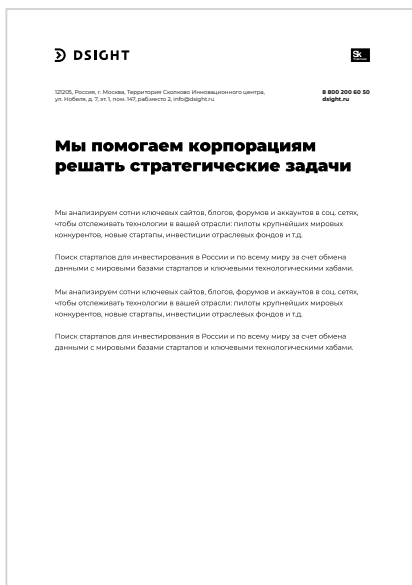 DSIGHT
Sk
121205, Россия, г. Москва, Территория Сколково Инновационного центра,
ул. Нобеля, д. 7, эт. 1, пом. 147, раб.место 2, info@dsight.ru
8 800 200 60 50
dsight.ru
Мы помогаем корпорациям
решать стратегические задачи
Мы анализируем сотни ключевых сайтов, блогов, форумов и аккаунтов в соц. сетях,
чтобы отслеживать технологии в вашей отрасли: пилоты крупнейших мировых
конкурентов, новые стартапы, инвестиции отраслевых фондов и т.д.
Поиск стартапов для инвестирования в России и по всему миру за счет обмена
данными с мировыми базами стартапов и ключевыми технологическими хабами.
Мы анализируем сотни ключевых сайтов, блогов, форумов и аккаунтов в соц. сетях,
чтобы отслеживать технологии в вашей отрасли: пилоты крупнейших мировых
конкурентов, новые стартапы, инвестиции отраслевых фондов и т.д.
Поиск стартапов для инвестирования в России и по всему миру за счет обмена
данными с мировыми базами стартапов и ключевыми технологическими хабами.